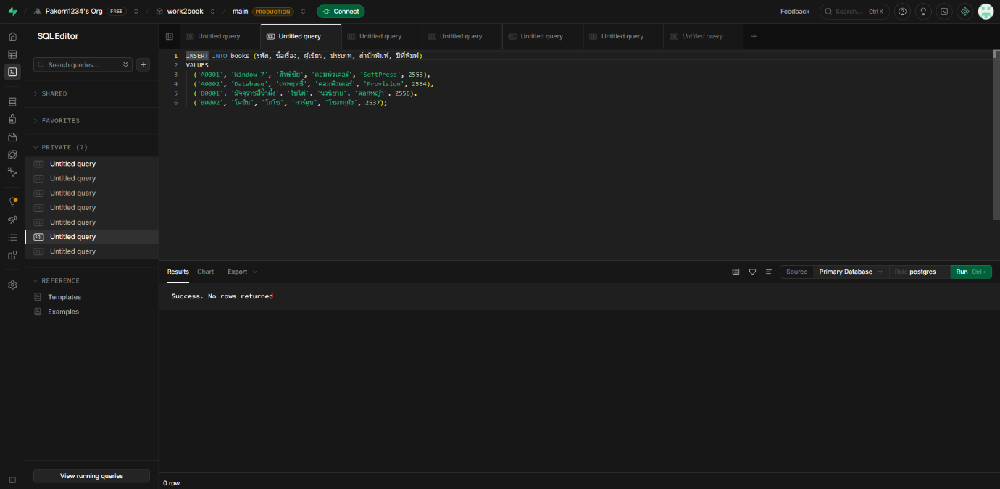 Pakorn1234's Org FREE / work2book / main PRODUCTION Connect Feedback Search... Ctrl K
SQL Editor
Untitled query Untitled query Untitled query Untitled query Untitled query Untitled query Untitled query +
Search queries... +
SHARED
FAVORITES
PRIVATE (7)
Untitled query
Untitled query
Untitled query
Untitled query
Untitled query
Untitled query
Untitled query
REFERENCE
Templates
Examples
View running queries
1 INSERT INTO books (รหัส, ชื่อเรื่อง, ผู้เขียน, ประเภท, สำนักพิมพ์, ปีที่พิมพ์)
2 VALUES
3 ('A0001', 'Window 7', 'สิทธิชัย', 'คอมพิวเตอร์', 'SoftPress', 2553),
4 ('A0002', 'Database', 'เทพฤทธิ์', 'คอมพิวเตอร์', 'Provision', 2554),
5 ('B0001', 'มัจจุราชสีน้ำผึ้ง', 'ใบไผ่', 'นวนิยาย', 'ดอกหญ้า', 2556),
6 ('B0002', 'โคนัน', 'โกโช', 'การ์ตูน', 'โชงะกุกัง', 2537);
Results Chart Export Source Primary Database Role postgres Run Ctrl ↵
Success. No rows returned
0 row